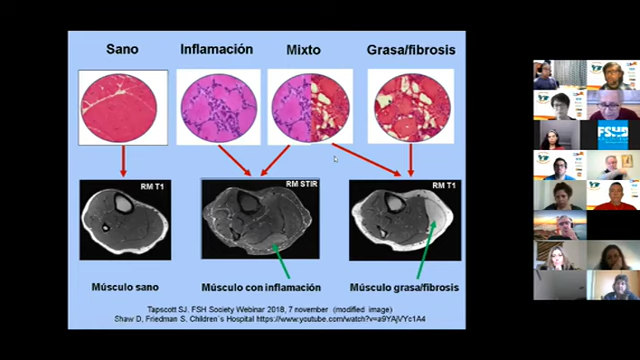 Sano
Inflamación
Mixto
Grasa/fibrosis
RM T1
RM STIR
RM T1
Músculo sano
Músculo con inflamación
Músculo grasa/fibrosis
Tapscott SJ. FSH Society Webinar 2018, 7 november (modified image)
Shaw D, Friedman S, Children´s Hospital https://www.youtube.com/watch?v=a9YAjVYc1A4
FSHD